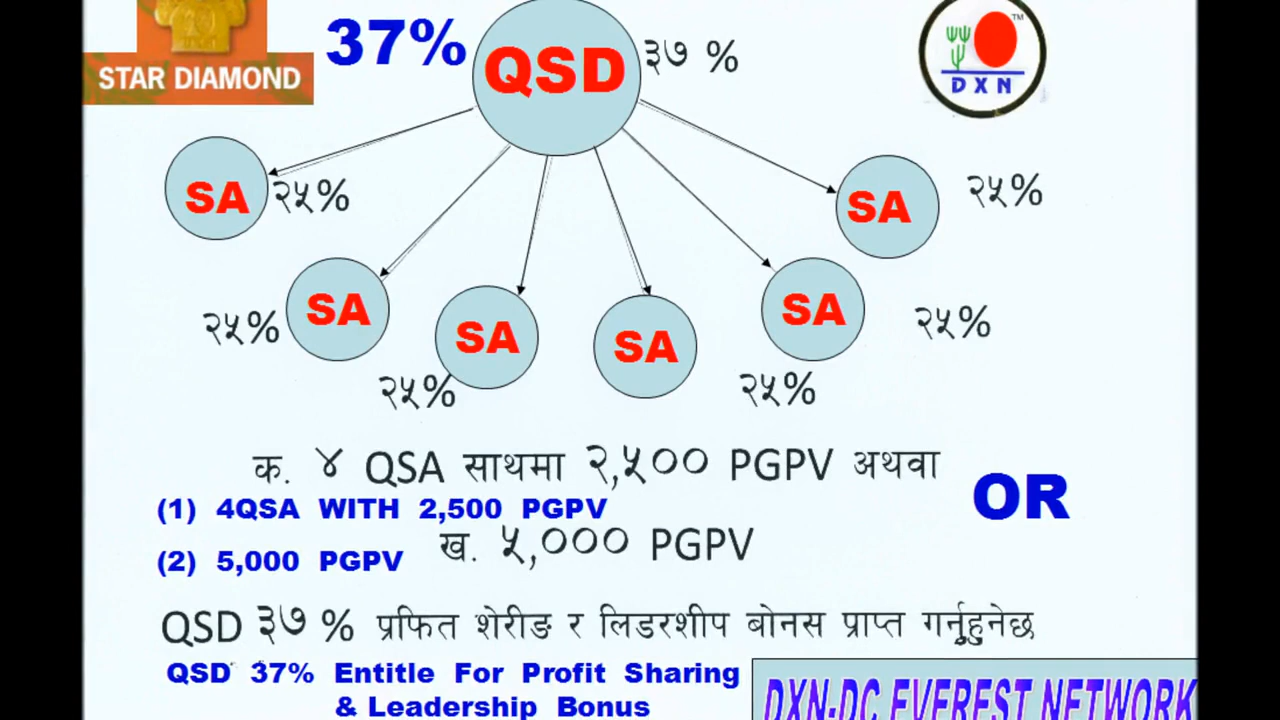 STAR DIAMOND
37%
QSD
३७ %
TM
DXN
SA
२५%
SA
२५%
SA
२५%
SA
२५%
SA
२५%
SA
२५%
क. ४ QSA साथमा २,५०० PGPV अथवा
(1) 4QSA WITH 2,500 PGPV
OR
ख. ५,००० PGPV
(2) 5,000 PGPV
QSD ३७ % प्रफित शेरीङ र लिडरशीप बोनस प्राप्त गर्नुहुनेछ
QSD 37% Entitle For Profit Sharing
& Leadership Bonus
DXN-DC EVEREST NETWORK